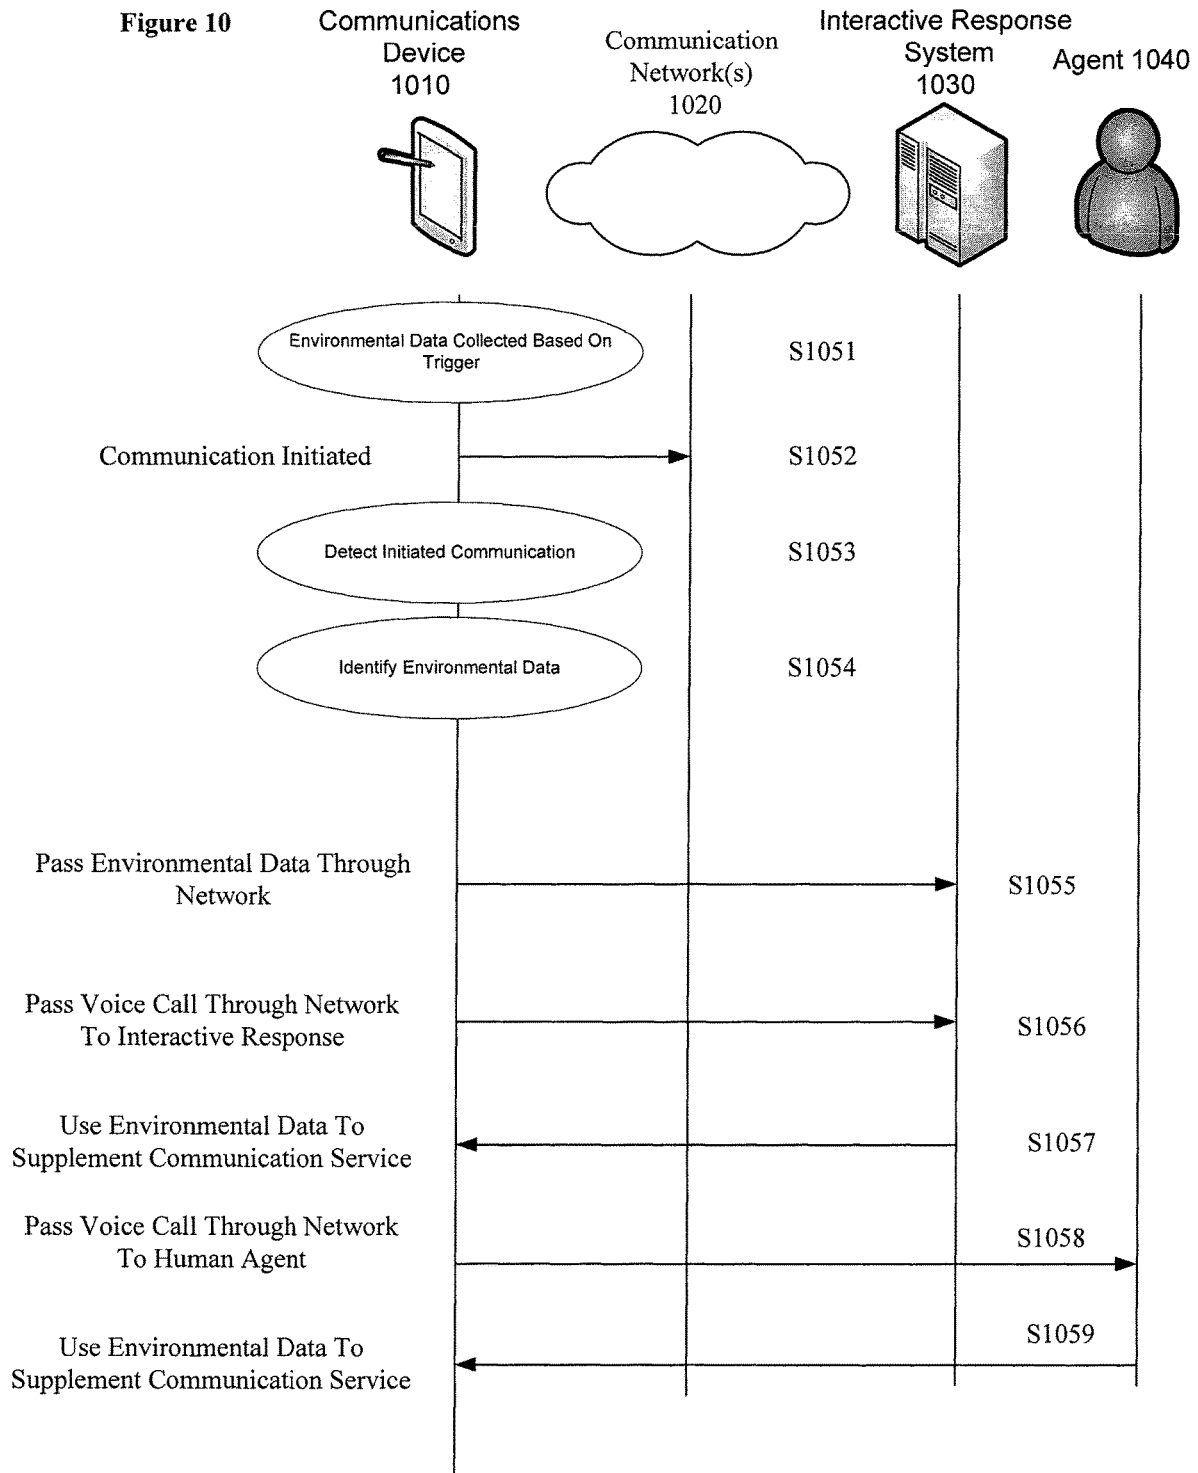 Figure 10
Communications
Device
1010
Communication
Network(s)
1020
Interactive Response
System
1030
Agent 1040
Environmental Data Collected Based On
Trigger
S1051
Communication Initiated
S1052
Detect Initiated Communication
S1053
Identify Environmental Data
S1054
Pass Environmental Data Through
Network
S1055
Pass Voice Call Through Network
To Interactive Response
S1056
Use Environmental Data To
Supplement Communication Service
S1057
Pass Voice Call Through Network
To Human Agent
S1058
Use Environmental Data To
Supplement Communication Service
S1059